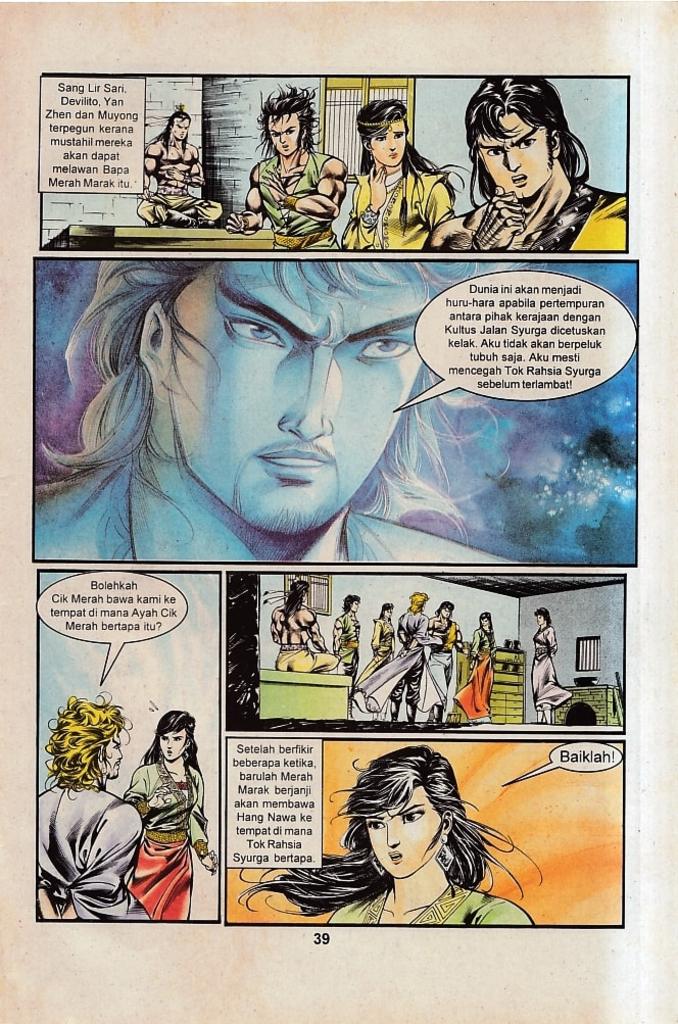 Sang Lir Sari,
Devilito, Yan
Zhen dan Muyong
terpegun kerana
mustahil mereka
akan dapat
melawan Bapa
Merah Marak itu.
Dunia ini akan menjadi
huru-hara apabila pertempuran
antara pihak kerajaan dengan
Kultus Jalan Syurga dicetuskan
kelak. Aku tidak akan berpeluk
tubuh saja. Aku mesti
mencegah Tok Rahsia Syurga
sebelum terlambat!
Bolehkah
Cik Merah bawa kami ke
tempat di mana Ayah Cik
Merah bertapa itu?
Setelah berfikir
beberapa ketika,
barulah Merah
Marak berjanji
akan membawa
Hang Nawa ke
tempat di mana
Tok Rahsia
Syurga bertapa.
Baiklah!
39